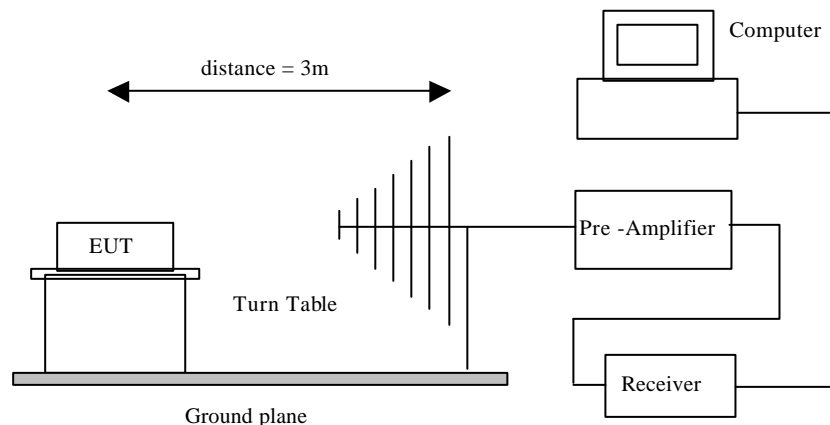 Computer
distance = 3m
Pre -Amplifier
EUT
Turn Table
Receiver
Ground plane